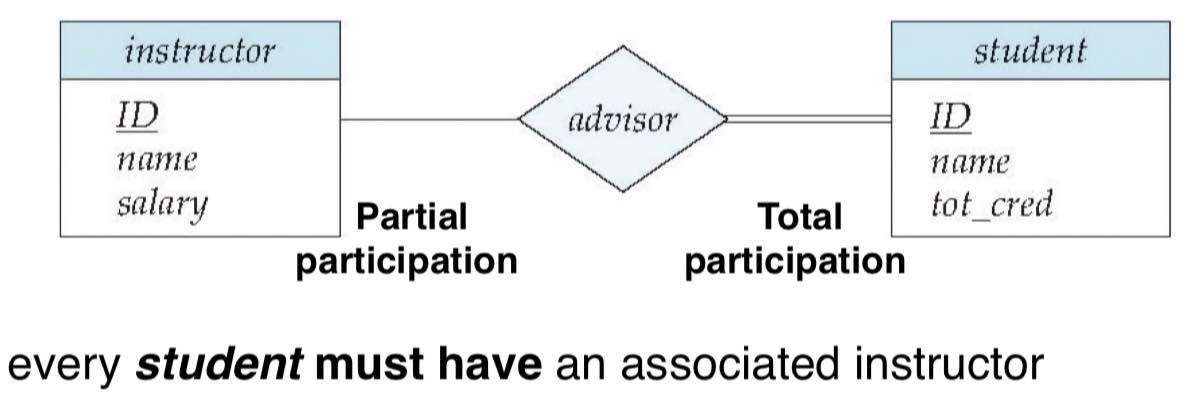 instructor
ID
name
salary
advisor
student
ID
name
tot_cred
Partial
participation
Total
participation
every student must have an associated instructor